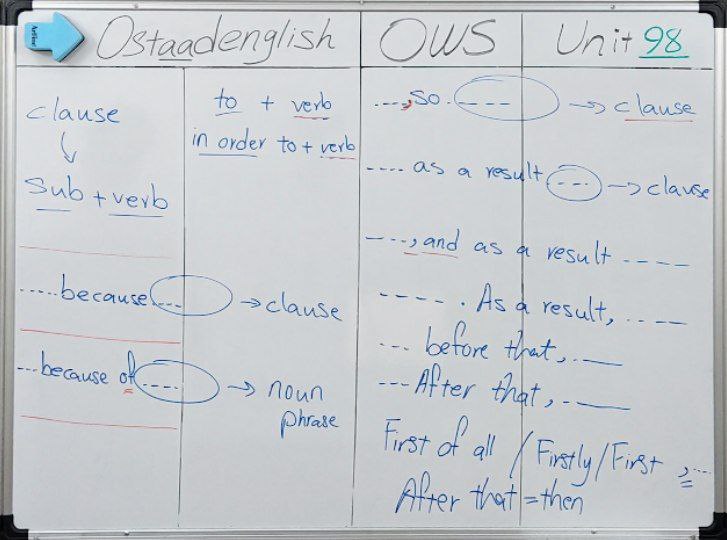 Ostaadenglish
OWS
Unit 98
clause
↓
Sub + verb
.....because....→ clause
...because of....→ noun
phrase
to + verb
in order to + verb
...., so. --- → clause
.... as a result --- → clause
---, and as a result ----
----. As a result, ....
--- before that, .___
--- After that, .___
First of all / Firstly / First , ....
After that = then